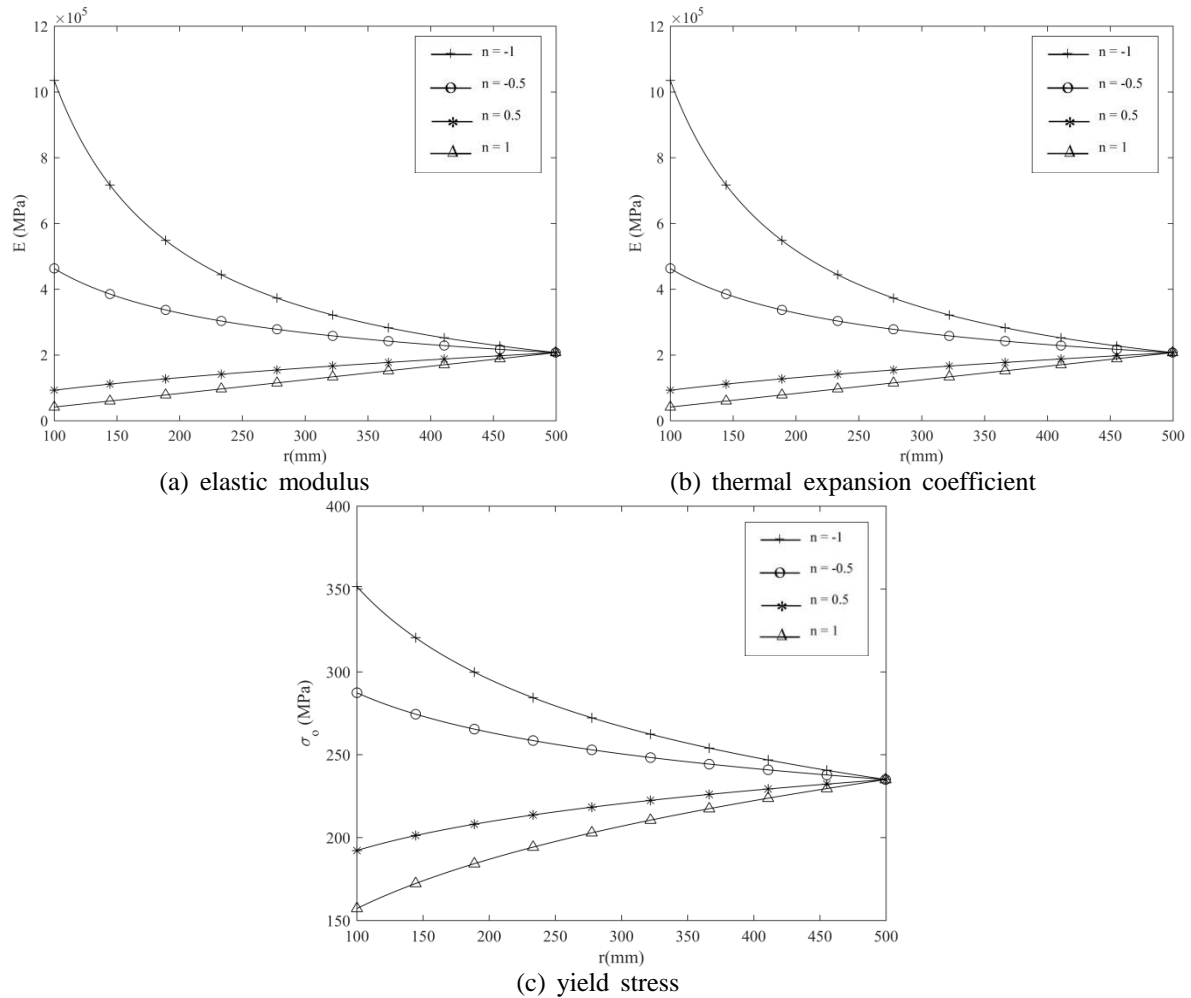 ×10⁵
12
10
8
6
4
2
0
E (MPa)
100 150 200 250 300 350 400 450 500
r(mm)
n = -1
n = -0.5
n = 0.5
n = 1
(a) elastic modulus
×10⁵
12
10
8
6
4
2
0
E (MPa)
100 150 200 250 300 350 400 450 500
r(mm)
n = -1
n = -0.5
n = 0.5
n = 1
(b) thermal expansion coefficient
400
350
300
250
200
150
σₒ (MPa)
100 150 200 250 300 350 400 450 500
r(mm)
n = -1
n = -0.5
n = 0.5
n = 1
(c) yield stress